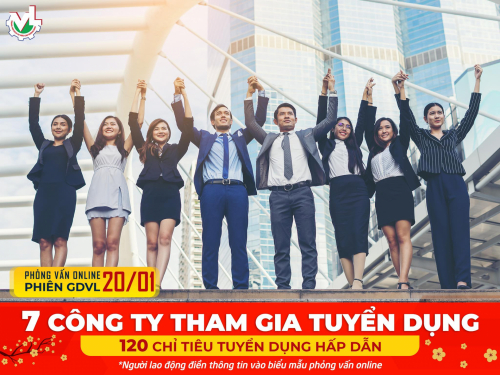 PHỎNG VẤN ONLINE
PHIÊN GDVL 20/01
7 CÔNG TY THAM GIA TUYỂN DỤNG
120 CHỈ TIÊU TUYỂN DỤNG HẤP DẪN
*Người lao động điền thông tin vào biểu mẫu phỏng vấn online